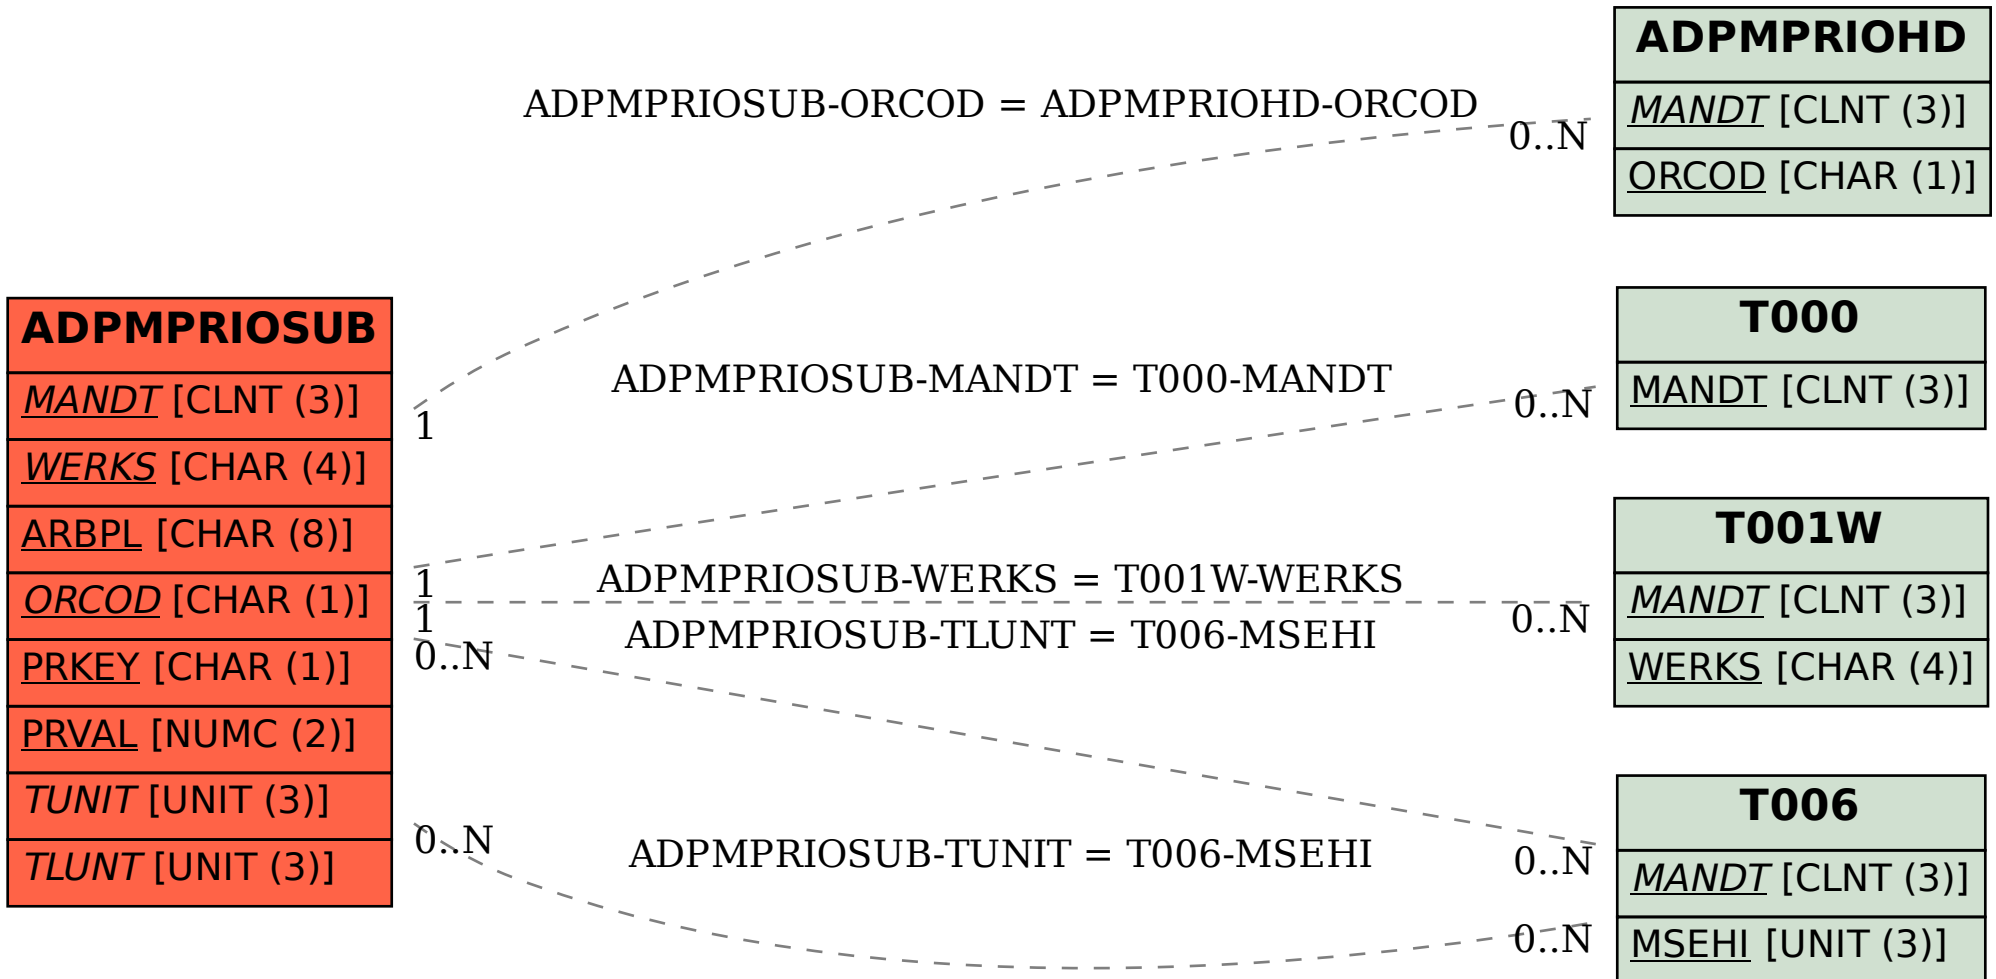 ADPMPRIOSUB
MANDT [CLNT (3)]
WERKS [CHAR (4)]
ARBPL [CHAR (8)]
ORCOD [CHAR (1)]
PRKEY [CHAR (1)]
PRVAL [NUMC (2)]
TUNIT [UNIT (3)]
TLUNT [UNIT (3)]
ADPMPRIOSUB-ORCOD = ADPMPRIOHD-ORCOD
1
0..N
ADPMPRIOSUB-MANDT = T000-MANDT
1
0..N
ADPMPRIOSUB-WERKS = T001W-WERKS
1
0..N
ADPMPRIOSUB-TLUNT = T006-MSEHI
0..N
0..N
ADPMPRIOSUB-TUNIT = T006-MSEHI
0..N
0..N
ADPMPRIOHD
MANDT [CLNT (3)]
ORCOD [CHAR (1)]
T000
MANDT [CLNT (3)]
T001W
MANDT [CLNT (3)]
WERKS [CHAR (4)]
T006
MANDT [CLNT (3)]
MSEHI [UNIT (3)]